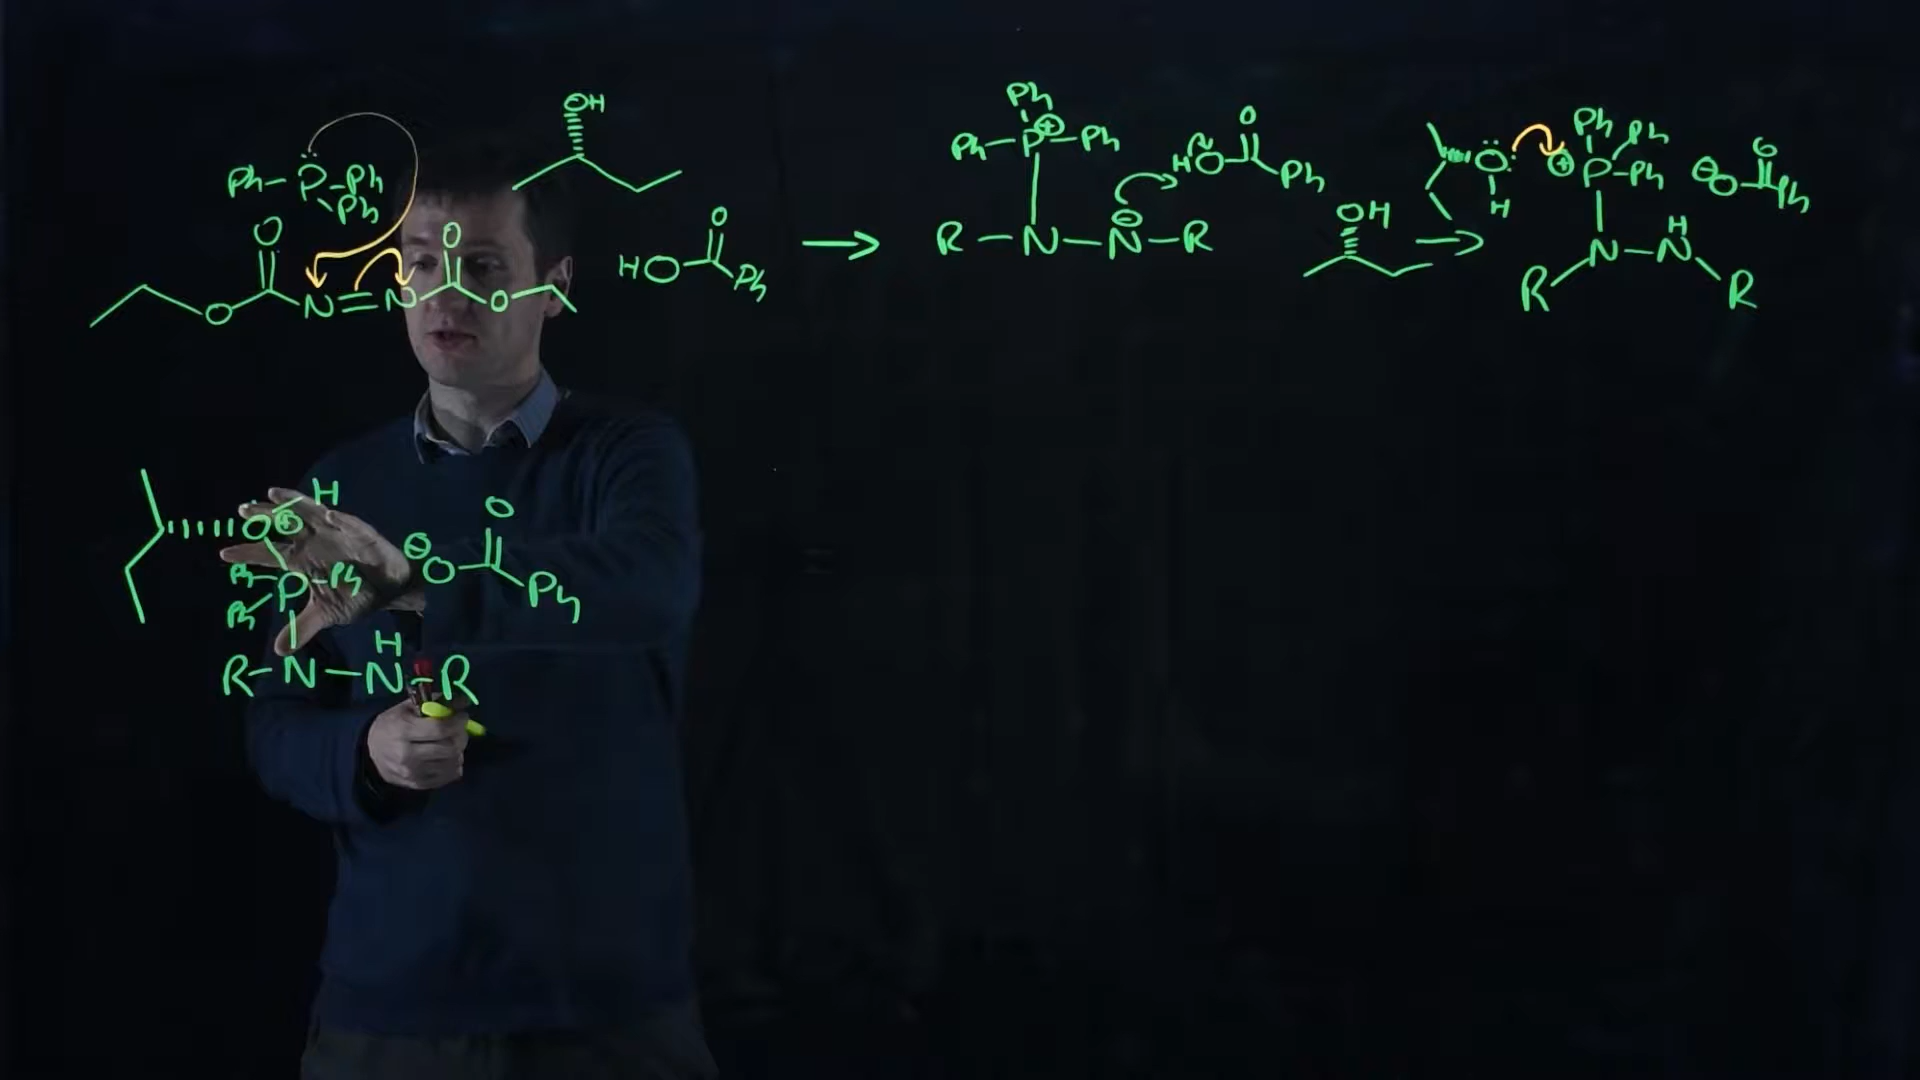 OH
Ph–P̈–Ph
Ph
O
O
O
N=N
O
HO
O
Ph
Ph
Ph–P⊕–Ph
R–N–N–R
⊖
HO
O
Ph
OH
Ö:
H
⊕
Ph
Ph
P–Ph
⊖O
O
Ph
N–N
H
R
R
H
O⊕
Ph–P–Ph
Ph
R–N–N–R
H
⊖
O
O
Ph